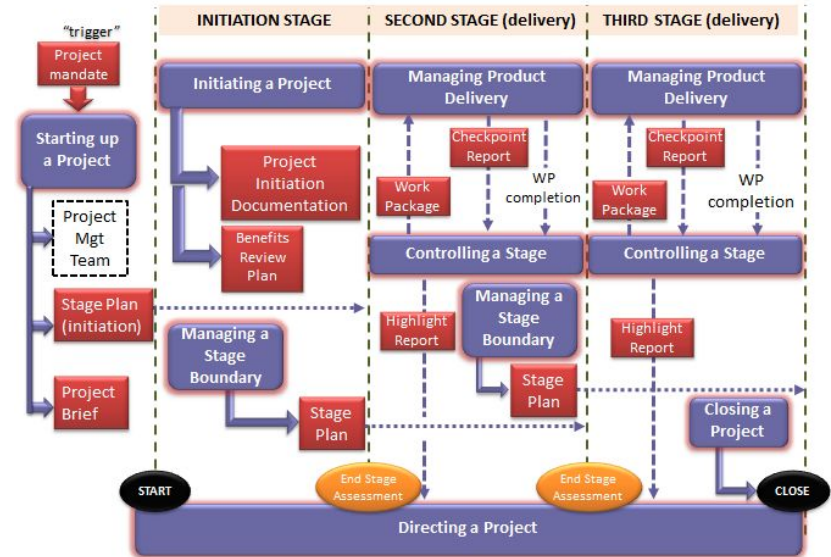 INITIATION STAGE
SECOND STAGE (delivery)
THIRD STAGE (delivery)
“trigger”
Project
mandate
Starting up
a Project
Project
Mgt
Team
Stage Plan
(initiation)
Project
Brief
Initiating a Project
Project
Initiation
Documentation
Benefits
Review
Plan
Managing a
Stage
Boundary
Stage
Plan
Managing Product
Delivery
Checkpoint
Report
Work
Package
WP
completion
Controlling a Stage
Highlight
Report
Managing a
Stage
Boundary
Stage
Plan
Managing Product
Delivery
Checkpoint
Report
Work
Package
WP
completion
Controlling a Stage
Highlight
Report
Closing a
Project
START
End Stage
Assessment
End Stage
Assessment
CLOSE
Directing a Project